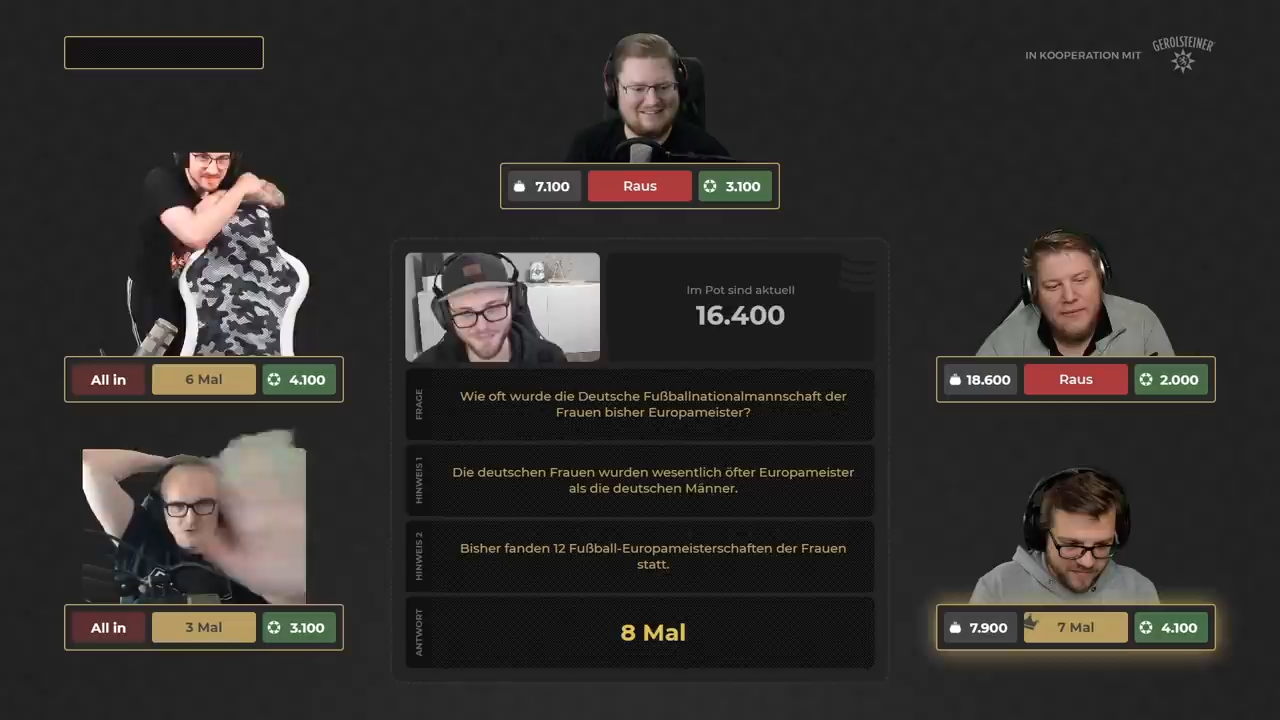 IN KOOPERATION MIT
GEROLSTEINER
7.100
Raus
3.100
Im Pot sind aktuell
16.400
All in
6 Mal
4.100
18.600
Raus
2.000
FRAGE
Wie oft wurde die Deutsche Fußballnationalmannschaft der
Frauen bisher Europameister?
HINWEIS 1
Die deutschen Frauen wurden wesentlich öfter Europameister
als die deutschen Männer.
HINWEIS 2
Bisher fanden 12 Fußball-Europameisterschaften der Frauen
statt.
ANTWORT
8 Mal
All in
3 Mal
3.100
7.900
7 Mal
4.100